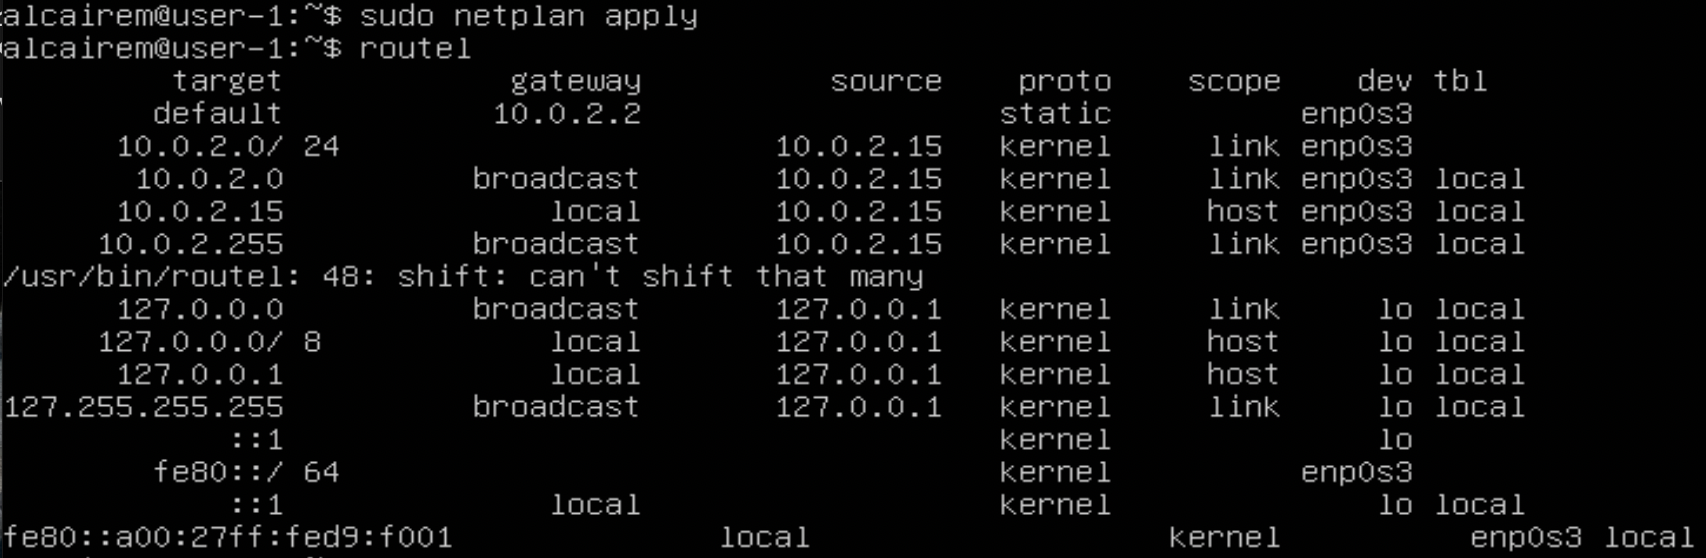 alcairem@user-1:~$ sudo netplan apply
alcairem@user-1:~$ routel
target gateway source proto scope dev tbl
default 10.0.2.2 static enp0s3
10.0.2.0/ 24 10.0.2.15 kernel link enp0s3
10.0.2.0 broadcast 10.0.2.15 kernel link enp0s3 local
10.0.2.15 local 10.0.2.15 kernel host enp0s3 local
10.0.2.255 broadcast 10.0.2.15 kernel link enp0s3 local
/usr/bin/routel: 48: shift: can't shift that many
127.0.0.0 broadcast 127.0.0.1 kernel link lo local
127.0.0.0/ 8 local 127.0.0.1 kernel host lo local
127.0.0.1 local 127.0.0.1 kernel host lo local
127.255.255.255 broadcast 127.0.0.1 kernel link lo local
::1 kernel lo
fe80::/ 64 kernel enp0s3
::1 local kernel lo local
fe80::a00:27ff:fed9:f001 local kernel enp0s3 local